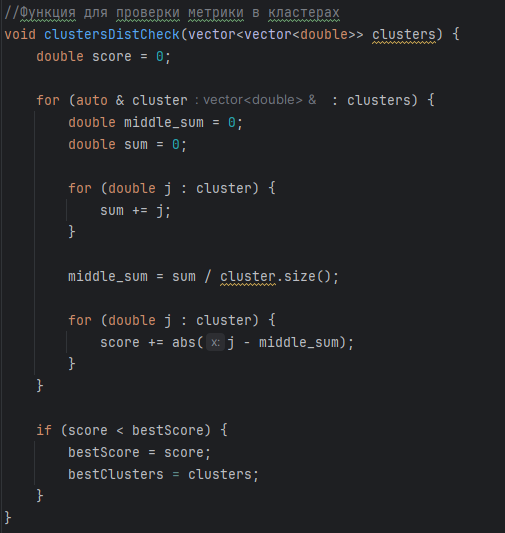 //Функция для проверки метрики в кластерах
void clustersDistCheck(vector<vector<double>> clusters) {
    double score = 0;

    for (auto & cluster : vector<double> &  : clusters) {
        double middle_sum = 0;
        double sum = 0;

        for (double j : cluster) {
            sum += j;
        }

        middle_sum = sum / cluster.size();

        for (double j : cluster) {
            score += abs( x: j - middle_sum);
        }
    }

    if (score < bestScore) {
        bestScore = score;
        bestClusters = clusters;
    }
}